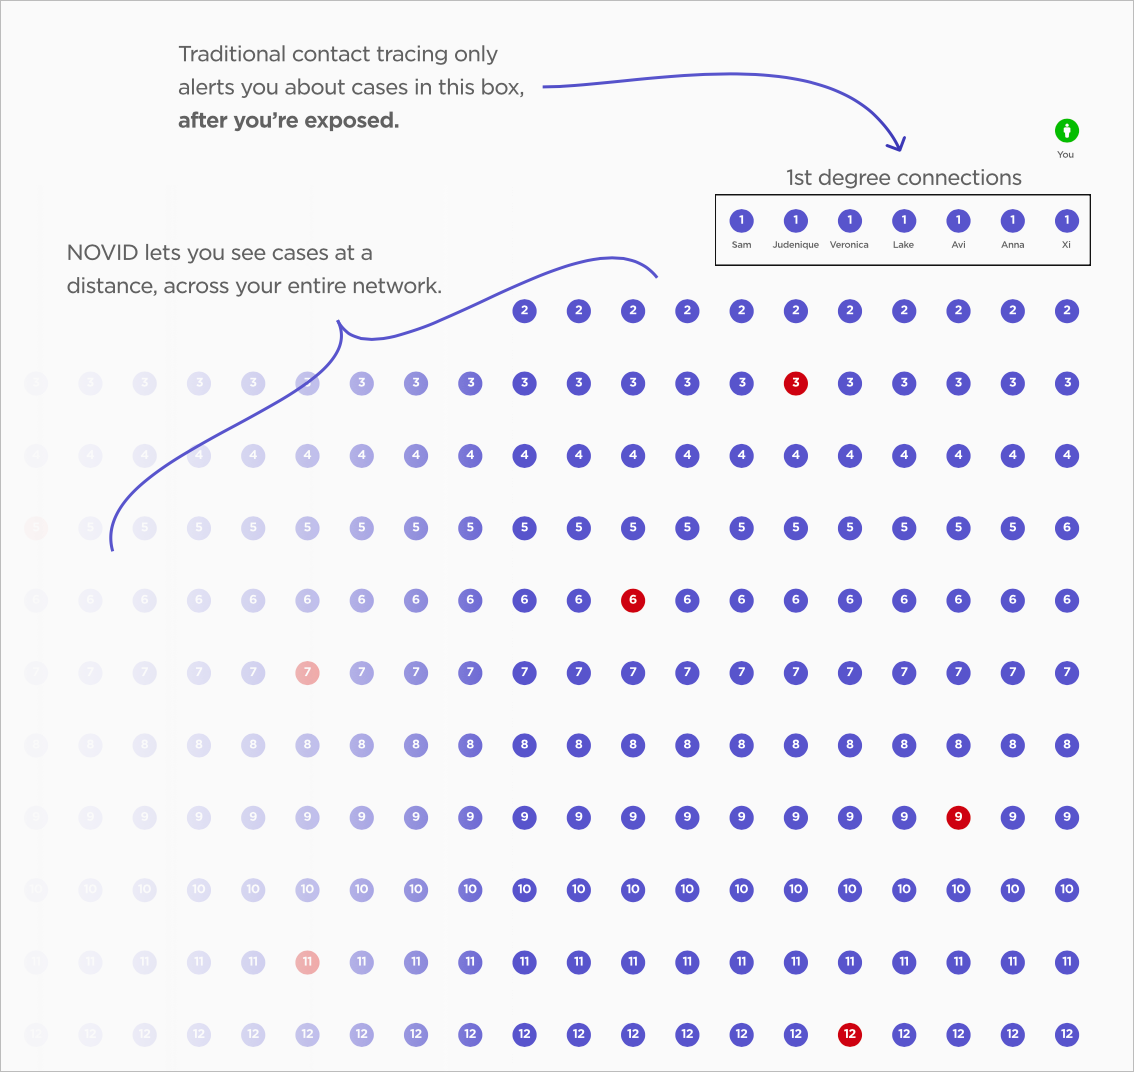 Traditional contact tracing only
alerts you about cases in this box,
after you're exposed.
You
1st degree connections
1 1 1 1 1 1 1
Sam Judenique Veronica Lake Avi Anna Xi
NOVID lets you see cases at a
distance, across your entire network.
2 2 2 2 2 2 2 2 2 2 2
3 3 3 3 3 3 3 3 3 3 3 3 3 3 3 3 3 3 3
4 4 4 4 4 4 4 4 4 4 4 4 4 4 4 4 4 4 4
5 5 5 5 5 5 5 5 5 5 5 5 5 5 5 5 5 5 6
6 6 6 6 6 6 6 6 6 6 6 6 6 6 6 6 6 6 6
7 7 7 7 7 7 7 7 7 7 7 7 7 7 7 7 7 7 7
8 8 8 8 8 8 8 8 8 8 8 8 8 8 8 8 8 8 8
9 9 9 9 9 9 9 9 9 9 9 9 9 9 9 9 9 9 9
10 10 10 10 10 10 10 10 10 10 10 10 10 10 10 10 10 10 10
11 11 11 11 11 11 11 11 11 11 11 11 11 11 11 11 11 11 11
12 12 12 12 12 12 12 12 12 12 12 12 12 12 12 12 12 12 12